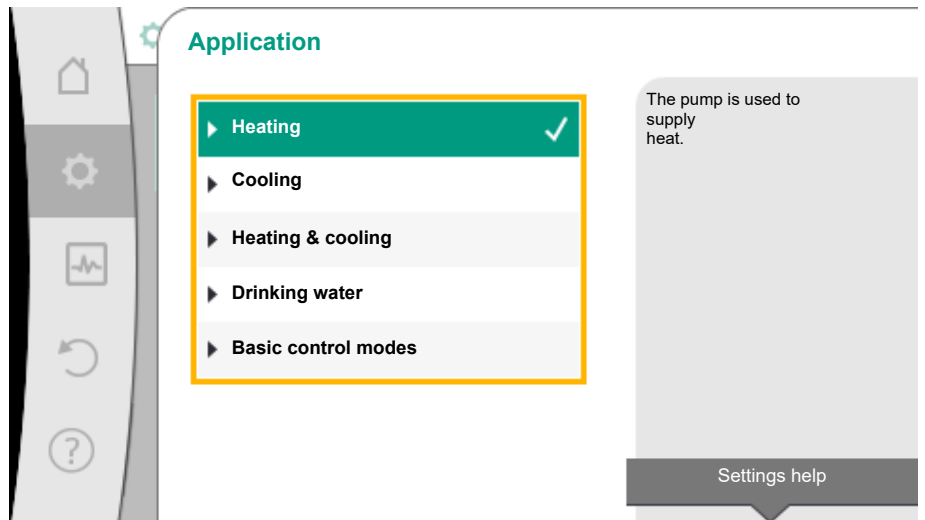 Application
Heating
Cooling
Heating & cooling
Drinking water
Basic control modes
The pump is used to
supply
heat.
Settings help
?